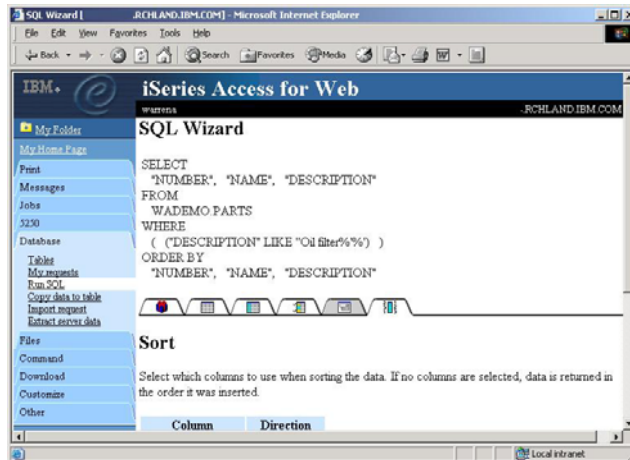 SQL Wizard [ .RCHLAND.IBM.COM] - Microsoft Internet Explorer
File Edit View Favorites Tools Help
Back Search Favorites Media
IBM.
iSeries Access for Web
warrena .RCHLAND.IBM.COM
My Folder
My Home Page
Print
Messages
Jobs
5250
Database
Tables
My requests
Run SQL
Copy data to table
Import request
Extract server data
Files
Command
Download
Customize
Other
SQL Wizard
SELECT
"NUMBER", "NAME", "DESCRIPTION"
FROM
WADEMO.PARTS
WHERE
( ("DESCRIPTION" LIKE "Oil filter%'%') )
ORDER BY
"NUMBER", "NAME", "DESCRIPTION"
Sort
Select which columns to use when sorting the data. If no columns are selected, data is returned in
the order it was inserted.
Column Direction
Local intranet